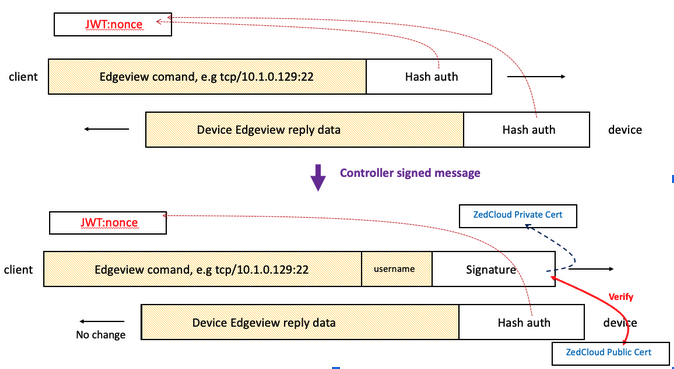 JWT:nonce
client
Edgeview comand, e.g tcp/10.1.0.129:22
Hash auth
Device Edgeview reply data
Hash auth
device
Controller signed message
JWT:nonce
ZedCloud Private Cert
client
Edgeview comand, e.g tcp/10.1.0.129:22
username
Signature
Verify
No change
Device Edgeview reply data
Hash auth
device
ZedCloud Public Cert